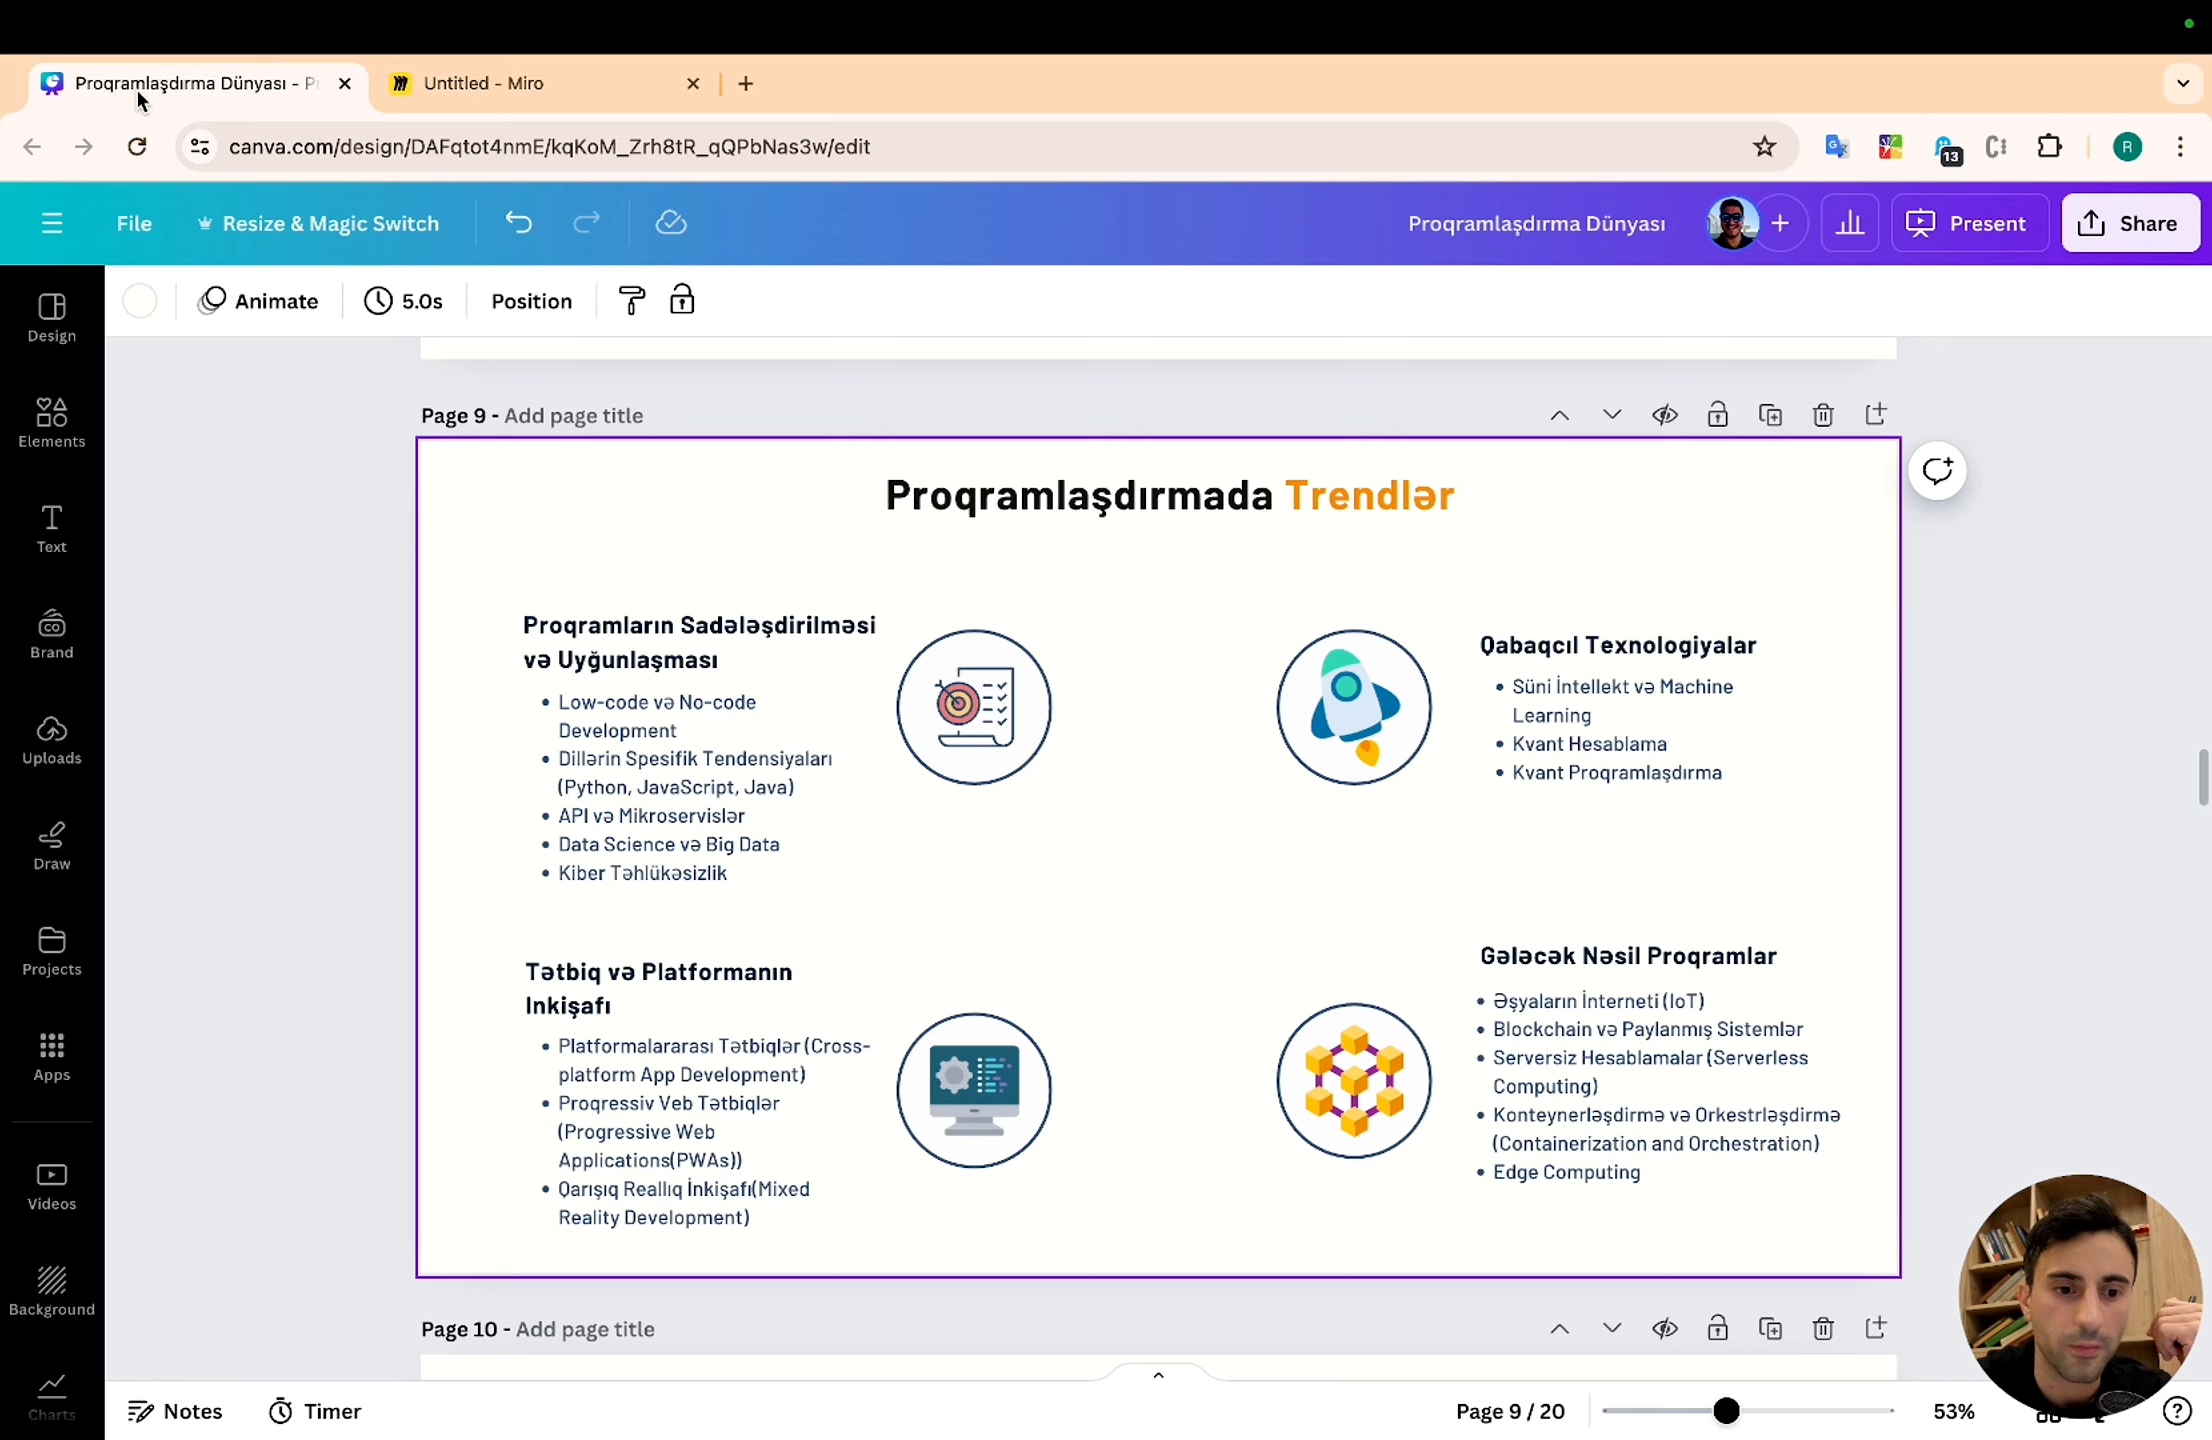 Proqramlaşdırma Dünyası - P
Untitled - Miro
canva.com/design/DAFqtot4nmE/kqKoM_Zrh8tR_qQPbNas3w/edit
13
R
File
Resize & Magic Switch
Proqramlaşdırma Dünyası
Present
Share
Animate
5.0s
Position
Design
Elements
Text
Brand
Uploads
Draw
Projects
Apps
Videos
Background
Charts
Page 9 - Add page title
Proqramlaşdırmada Trendlər
Proqramların Sadələşdirilməsi
və Uyğunlaşması
• Low-code və No-code
Development
• Dillərin Spesifik Tendensiyaları
(Python, JavaScript, Java)
• API və Mikroservislər
• Data Science və Big Data
• Kiber Təhlükəsizlik
Qabaqcıl Texnologiyalar
• Süni İntellekt və Machine
Learning
• Kvant Hesablama
• Kvant Proqramlaşdırma
Tətbiq və Platformanın
Inkişafı
• Platformalararası Tətbiqlər (Cross-
platform App Development)
• Proqressiv Veb Tətbiqlər
(Progressive Web
Applications(PWAs))
• Qarışıq Reallıq İnkişafı(Mixed
Reality Development)
Gələcək Nəsil Proqramlar
• Əşyaların İnterneti (IoT)
• Blockchain və Paylanmış Sistemlər
• Serversiz Hesablamalar (Serverless
Computing)
• Konteynerləşdirmə və Orkestrləşdirmə
(Containerization and Orchestration)
• Edge Computing
Page 10 - Add page title
Notes
Timer
Page 9 / 20
53%